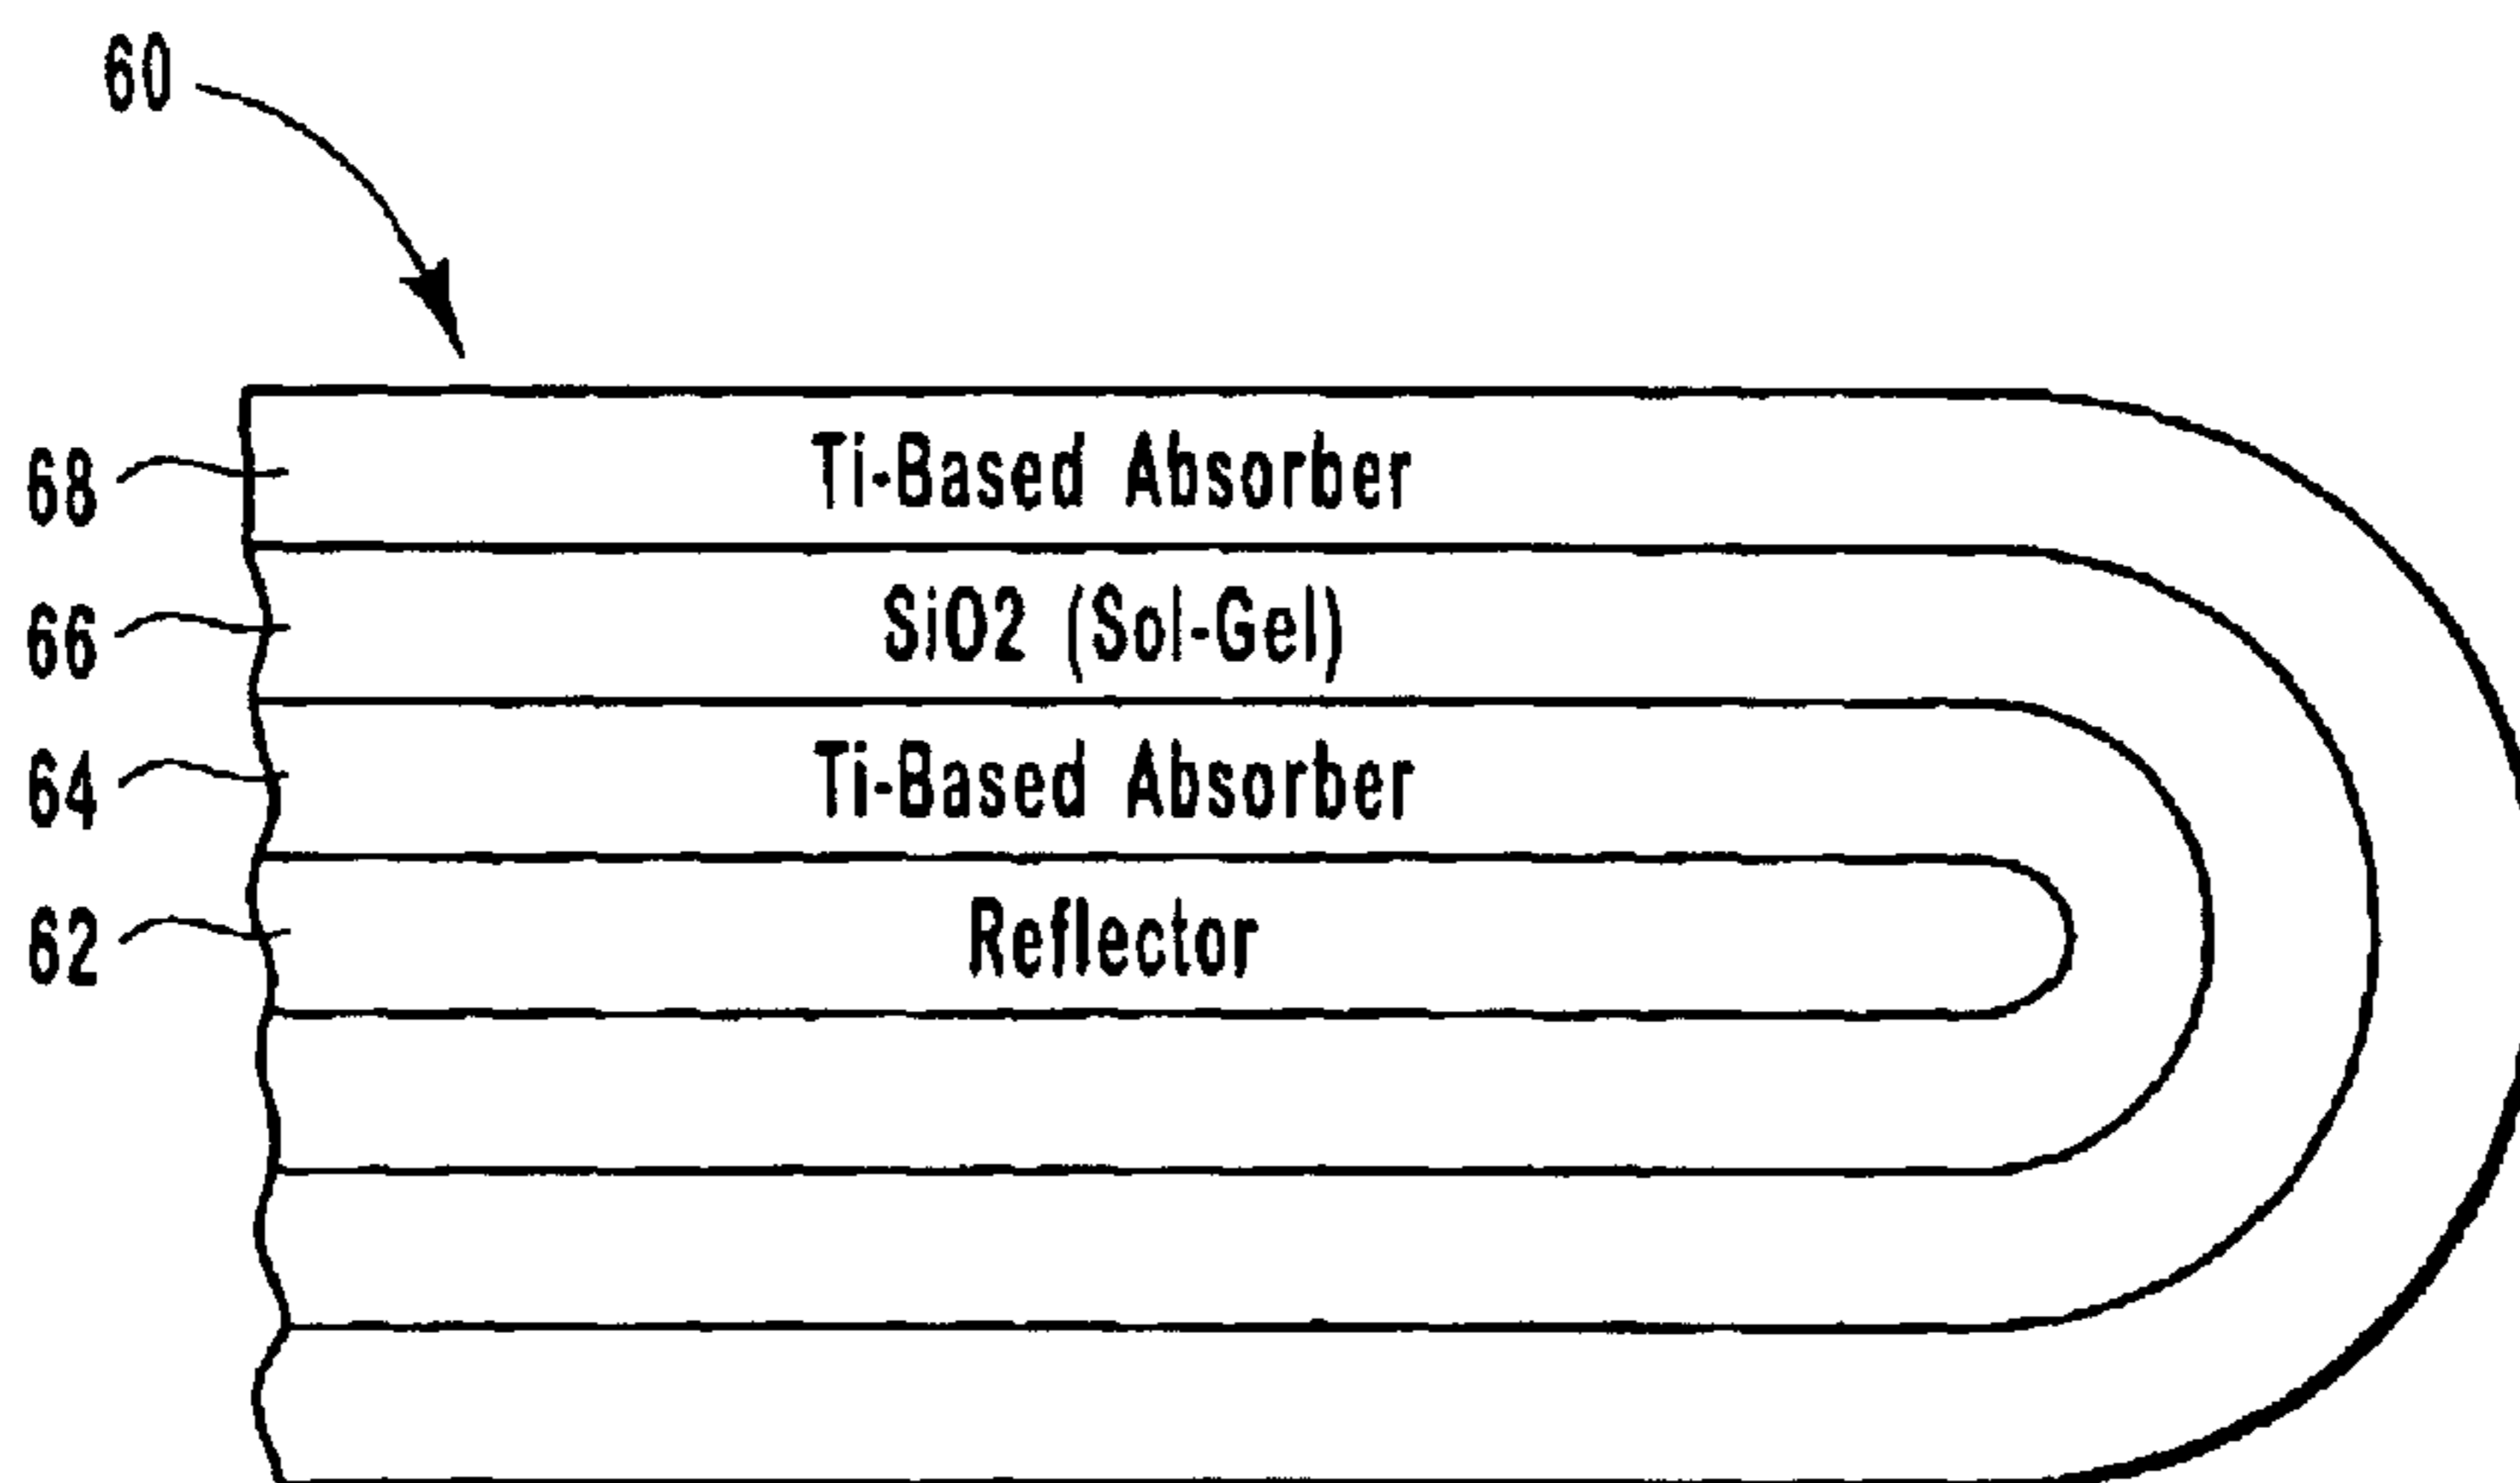 60
68 Ti-Based Absorber
66 SiO2 (Sol-Gel)
64 Ti-Based Absorber
62 Reflector